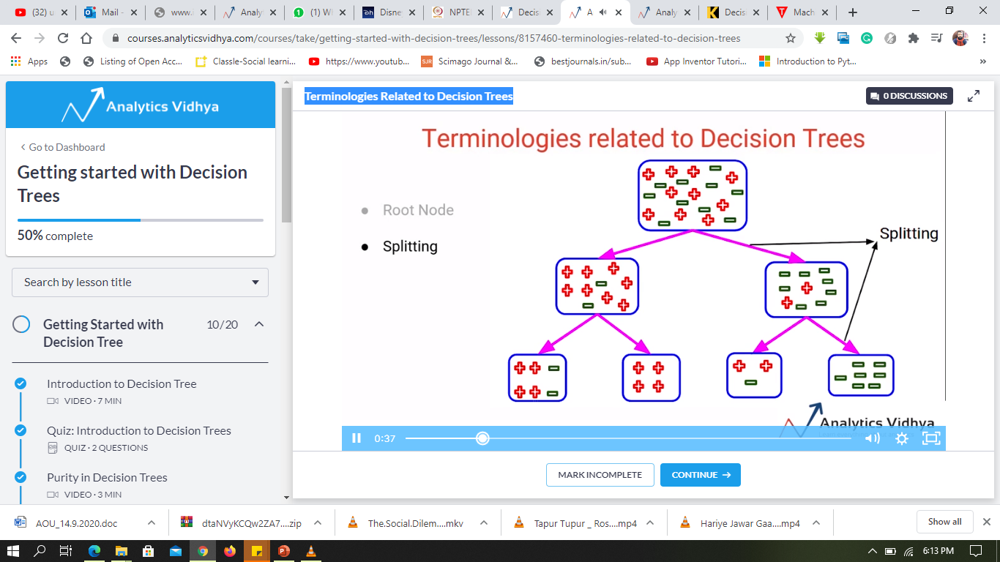 (32) u
Mail -
www.r
Analy
(1) W
Disne
NPTE
Decis
A
Analy
Decis
Mach
courses.analyticsvidhya.com/courses/take/getting-started-with-decision-trees/lessons/8157460-terminologies-related-to-decision-trees
Apps
Listing of Open Acc...
Classle-Social learni...
https://www.youtub...
SJR
Scimago Journal &...
bestjournals.in/sub...
App Inventor Tutori...
Introduction to Pyt...
»
Analytics Vidhya
Terminologies Related to Decision Trees
0 DISCUSSIONS
Go to Dashboard
Getting started with Decision
Trees
50% complete
Search by lesson title
Getting Started with
Decision Tree
10/20
Introduction to Decision Tree
VIDEO · 7 MIN
Quiz: Introduction to Decision Trees
QUIZ · 2 QUESTIONS
Purity in Decision Trees
VIDEO · 3 MIN
Terminologies related to Decision Trees
• Root Node
• Splitting
Splitting
Analytics Vidhya
0:37
MARK INCOMPLETE
CONTINUE →
AOU_14.9.2020.doc
dtaNVyKCQw2ZA7....zip
The.Social.Dilem....mkv
Tapur Tupur _ Ros....mp4
Hariye Jawar Gaa....mp4
Show all
6:13 PM